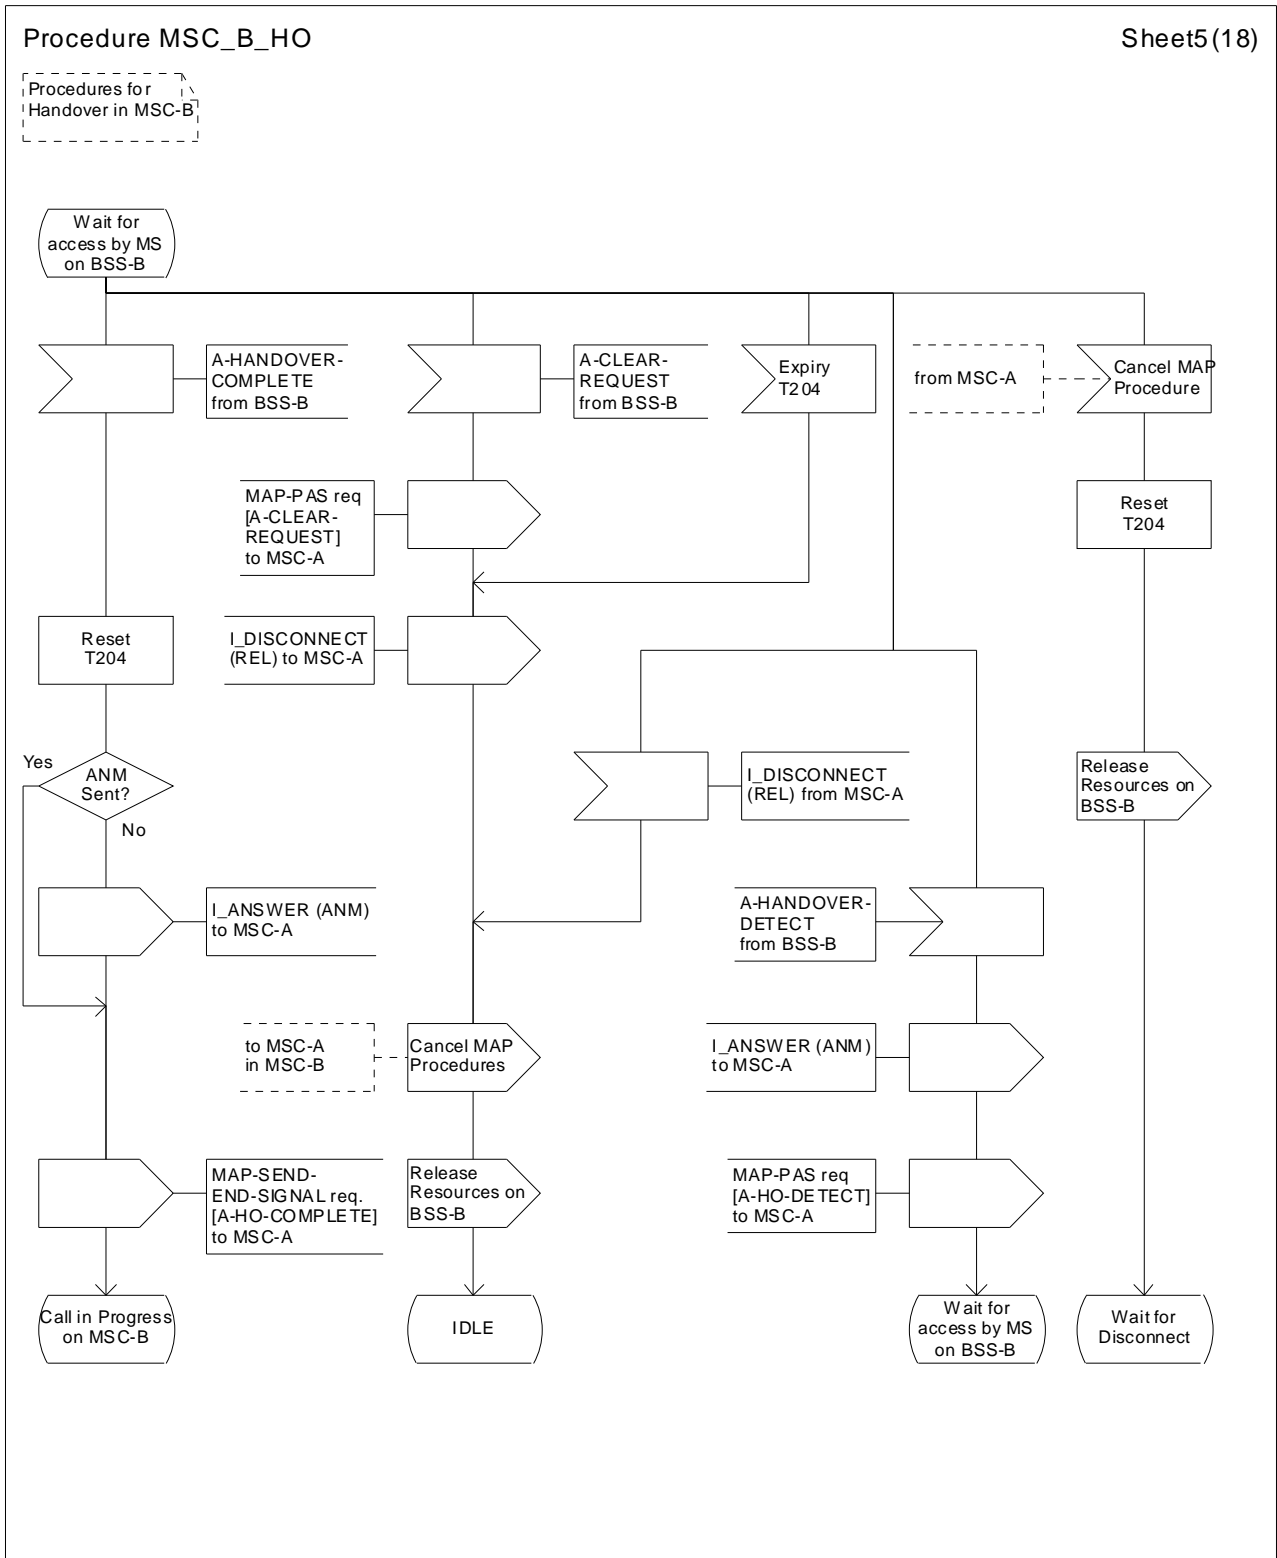 Procedure MSC_B_HO
Sheet5(18)
Procedures for
Handover in MSC-B
Wait for
access by MS
on BSS-B
A-HANDOVER-
COMPLETE
from BSS-B
A-CLEAR-
REQUEST
from BSS-B
Expiry
T204
from MSC-A
Cancel MAP
Procedure
MAP-PAS req
[A-CLEAR-
REQUEST]
to MSC-A
Reset
T204
Reset
T204
I_DISCONNECT
(REL) to MSC-A
Yes
ANM
Sent?
No
I_DISCONNECT
(REL) from MSC-A
Release
Resources on
BSS-B
I_ANSWER (ANM)
to MSC-A
A-HANDOVER-
DETECT
from BSS-B
to MSC-A
in MSC-B
Cancel MAP
Procedures
I_ANSWER (ANM)
to MSC-A
MAP-SEND-
END-SIGNAL req.
[A-HO-COMPLETE]
to MSC-A
Release
Resources on
BSS-B
MAP-PAS req
[A-HO-DETECT]
to MSC-A
Call in Progress
on MSC-B
IDLE
Wait for
access by MS
on BSS-B
Wait for
Disconnect